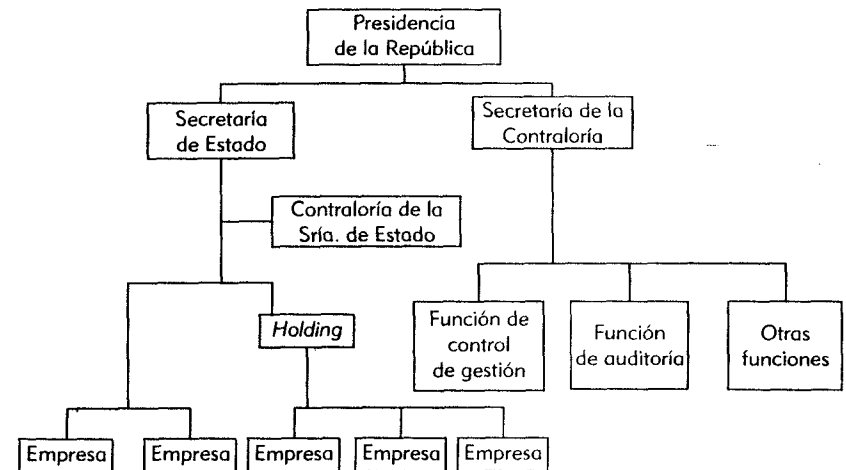 Presidencia
de la República
Secretaría
de Estado
Secretaría de la
Contraloría
Contraloría de la
Sría. de Estado
Holding
Función de
control
de gestión
Función
de auditoría
Otras
funciones
Empresa
Empresa
Empresa
Empresa
Empresa